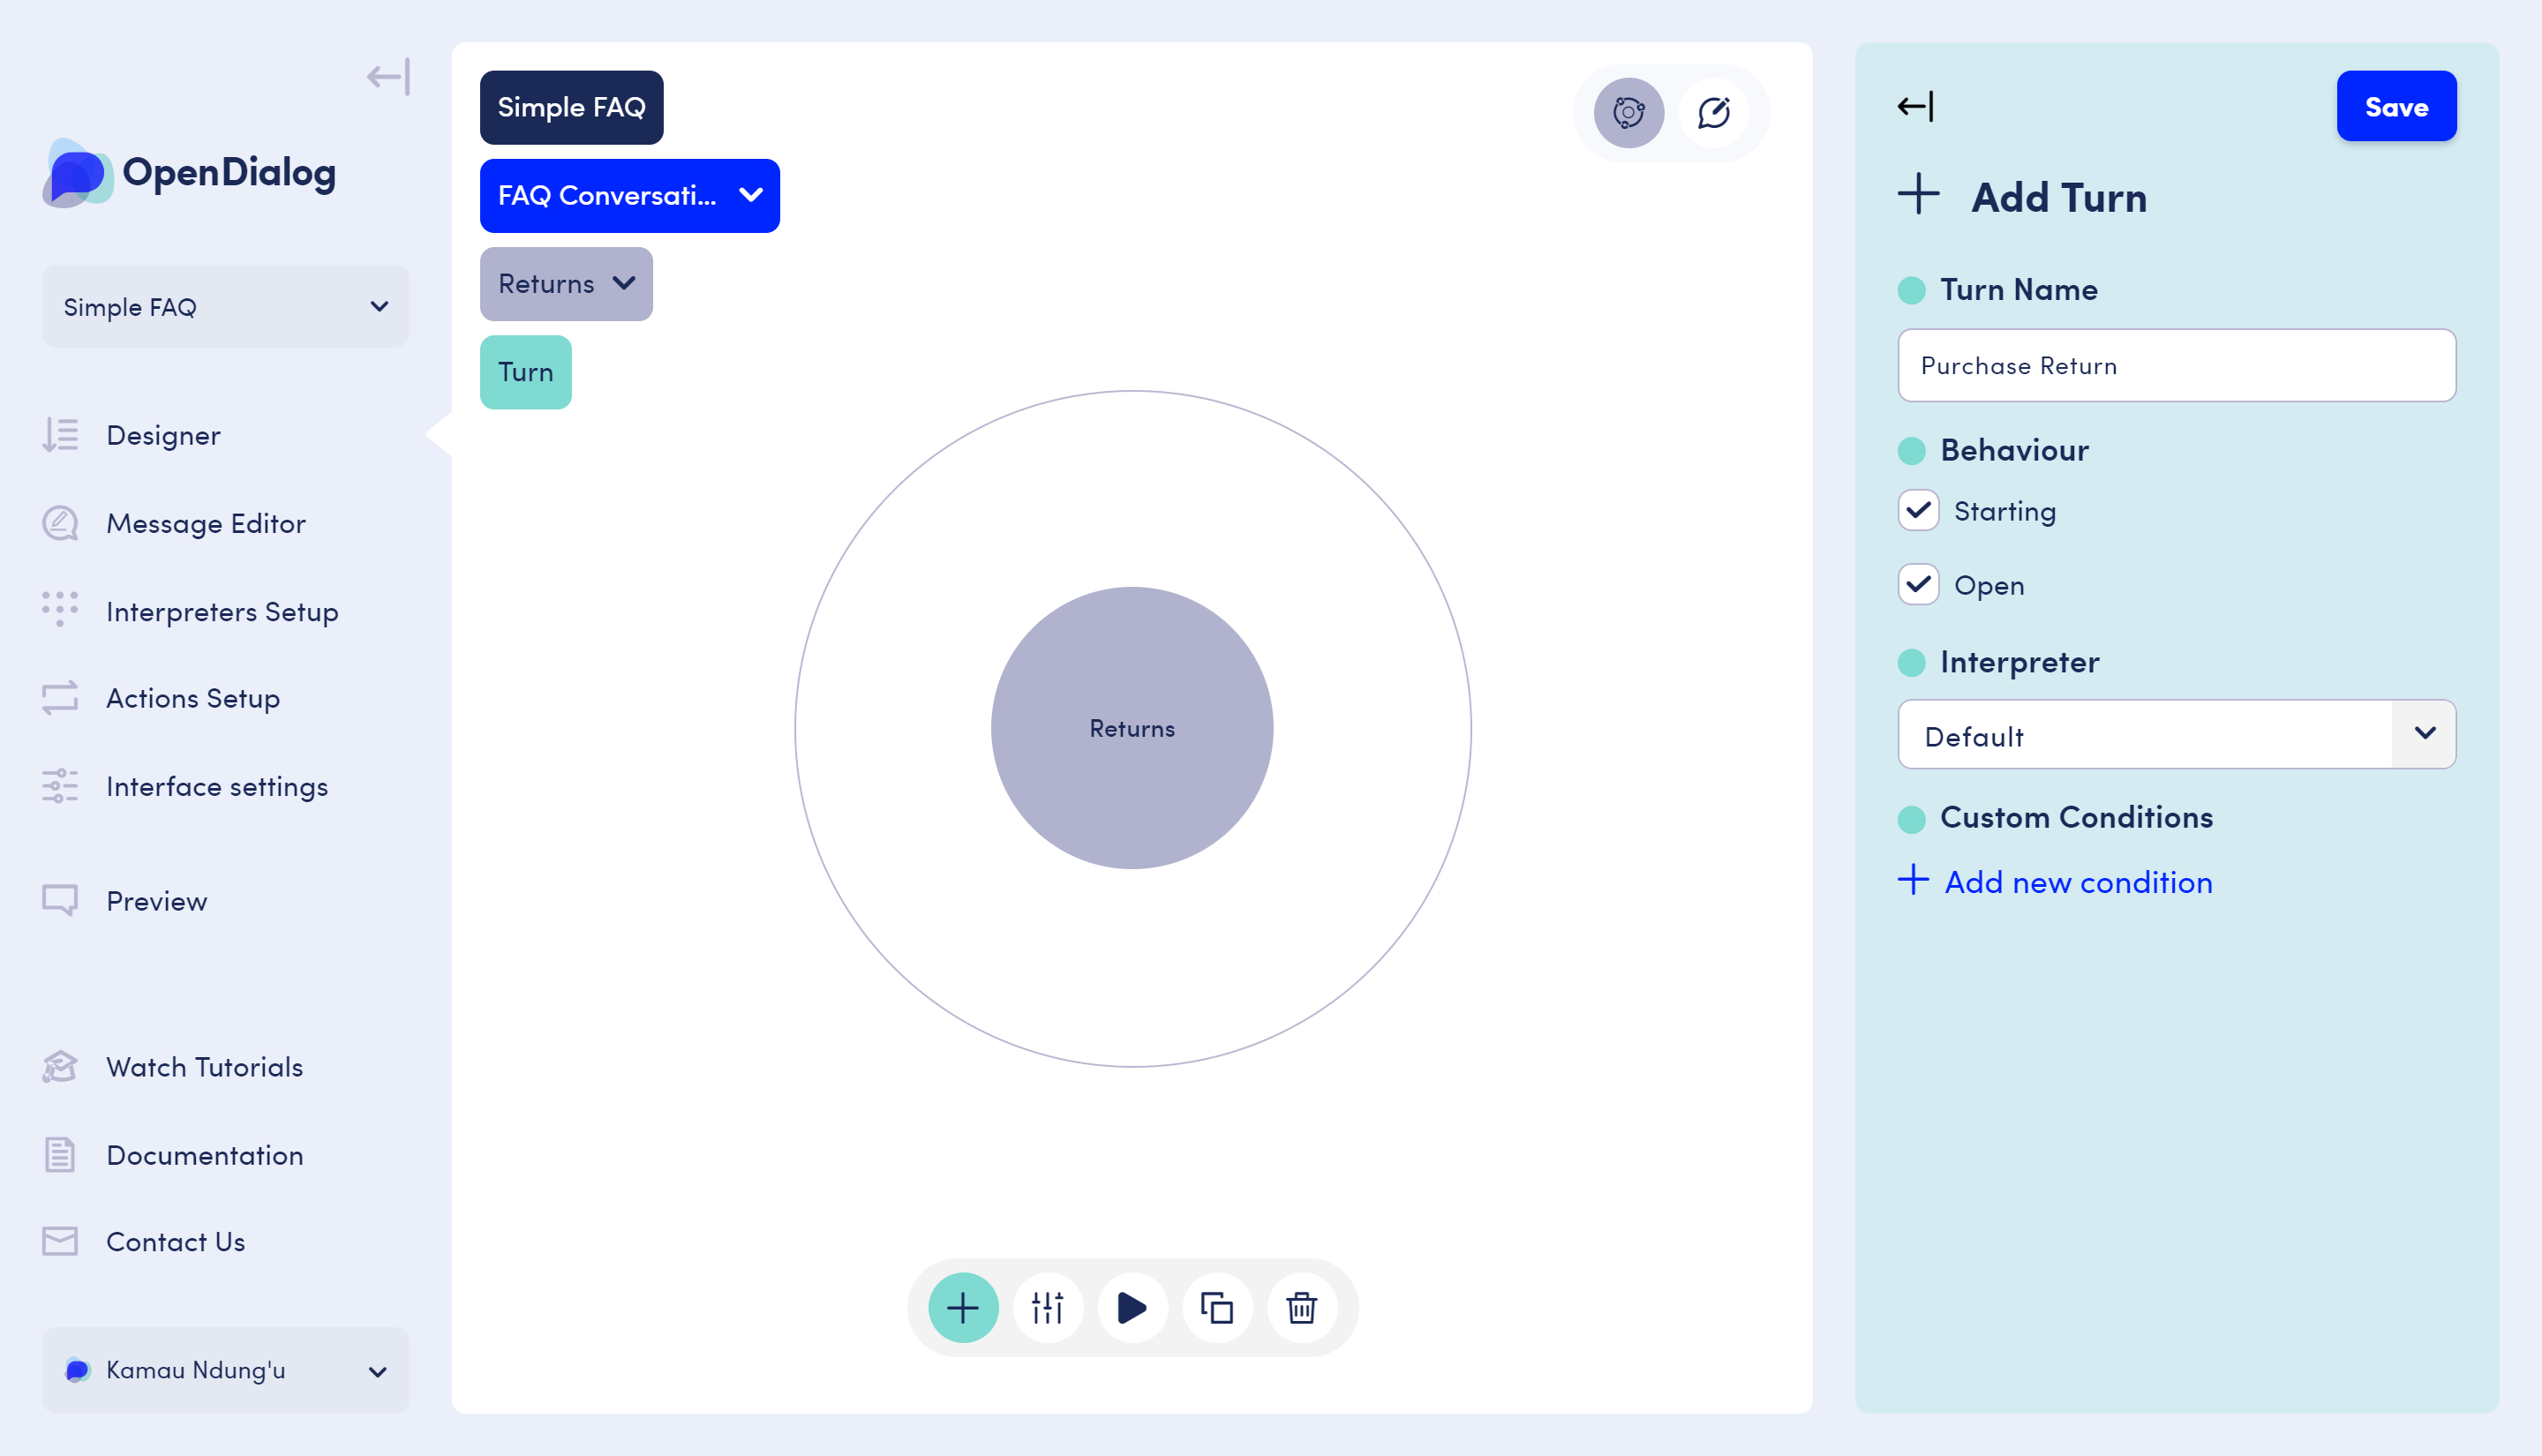 OpenDialog
Simple FAQ
Designer
Message Editor
Interpreters Setup
Actions Setup
Interface settings
Preview
Watch Tutorials
Documentation
Contact Us
Kamau Ndung'u
Simple FAQ
FAQ Conversati...
Returns
Turn
Returns
Save
Add Turn
Turn Name
Purchase Return
Behaviour
Starting
Open
Interpreter
Default
Custom Conditions
Add new condition